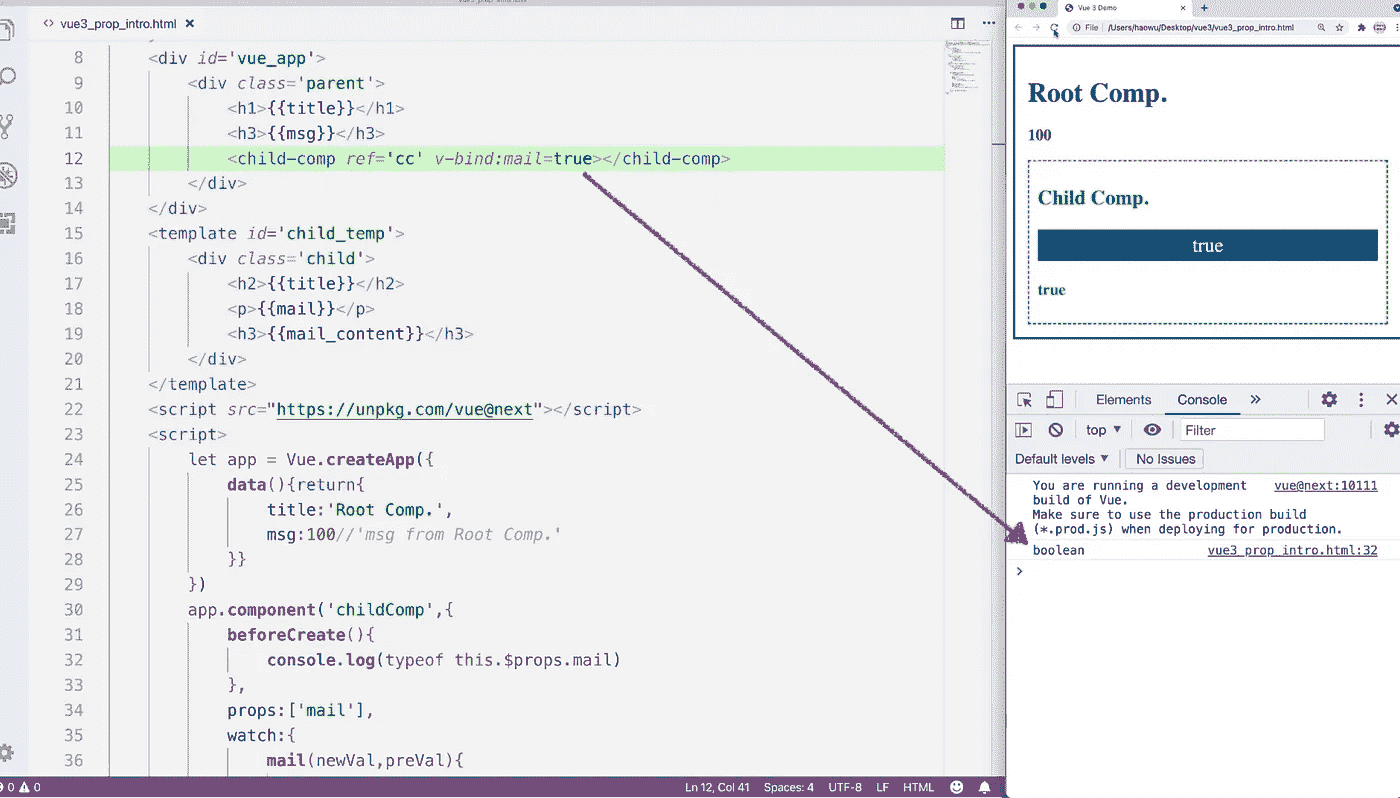 vue3_prop_intro.html
8 <div id='vue_app'>
9 <div class='parent'>
10 <h1>{{title}}</h1>
11 <h3>{{msg}}</h3>
12 <child-comp ref='cc' v-bind:mail=true></child-comp>
13 </div>
14 </div>
15 <template id='child_temp'>
16 <div class='child'>
17 <h2>{{title}}</h2>
18 <p>{{mail}}</p>
19 <h3>{{mail_content}}</h3>
20 </div>
21 </template>
22 <script src="https://unpkg.com/vue@next"></script>
23 <script>
24 let app = Vue.createApp({
25 data(){return{
26 title:'Root Comp.',
27 msg:100//'msg from Root Comp.'
28 }}
29 })
30 app.component('childComp',{
31 beforeCreate(){
32 console.log(typeof this.$props.mail)
33 },
34 props:['mail'],
35 watch:{
36 mail(newVal,preVal){
0 0
Ln 12, Col 41 Spaces: 4 UTF-8 LF HTML
Vue 3 Demo
File /Users/haowu/Desktop/vue3/vue3_prop_intro.html
Root Comp.
100
Child Comp.
true
true
Elements Console
top Filter
Default levels No Issues
You are running a development vue@next:10111
build of Vue.
Make sure to use the production build
(*.prod.js) when deploying for production.
boolean vue3_prop_intro.html:32